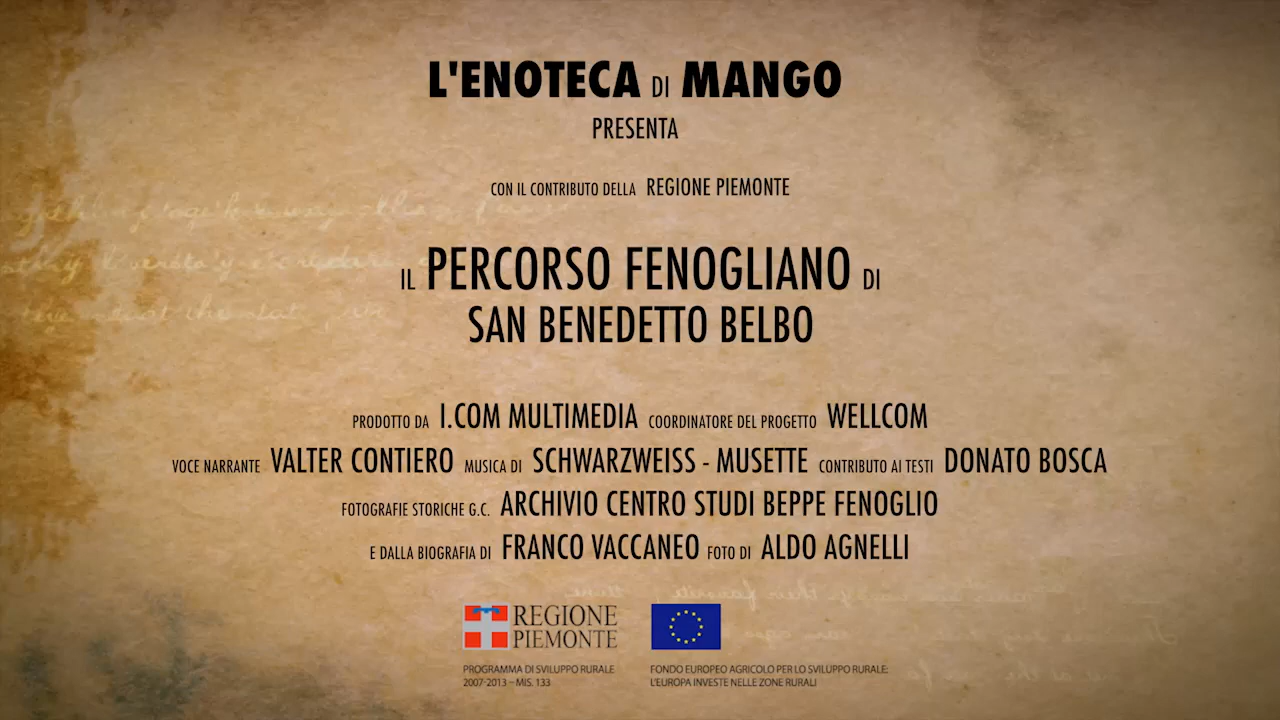 L'ENOTECA DI MANGO
PRESENTA
CON IL CONTRIBUTO DELLA REGIONE PIEMONTE
IL PERCORSO FENOGLIANO DI
SAN BENEDETTO BELBO
PRODOTTO DA I.COM MULTIMEDIA COORDINATORE DEL PROGETTO WELLCOM
VOCE NARRANTE VALTER CONTIERO MUSICA DI SCHWARZWEISS - MUSETTE CONTRIBUTO AI TESTI DONATO BOSCA
FOTOGRAFIE STORICHE G.C. ARCHIVIO CENTRO STUDI BEPPE FENOGLIO
E DALLA BIOGRAFIA DI FRANCO VACCANEO FOTO DI ALDO AGNELLI
REGIONE
PIEMONTE
PROGRAMMA DI SVILUPPO RURALE
2007-2013 – MIS. 133
FONDO EUROPEO AGRICOLO PER LO SVILUPPO RURALE:
L'EUROPA INVESTE NELLE ZONE RURALI